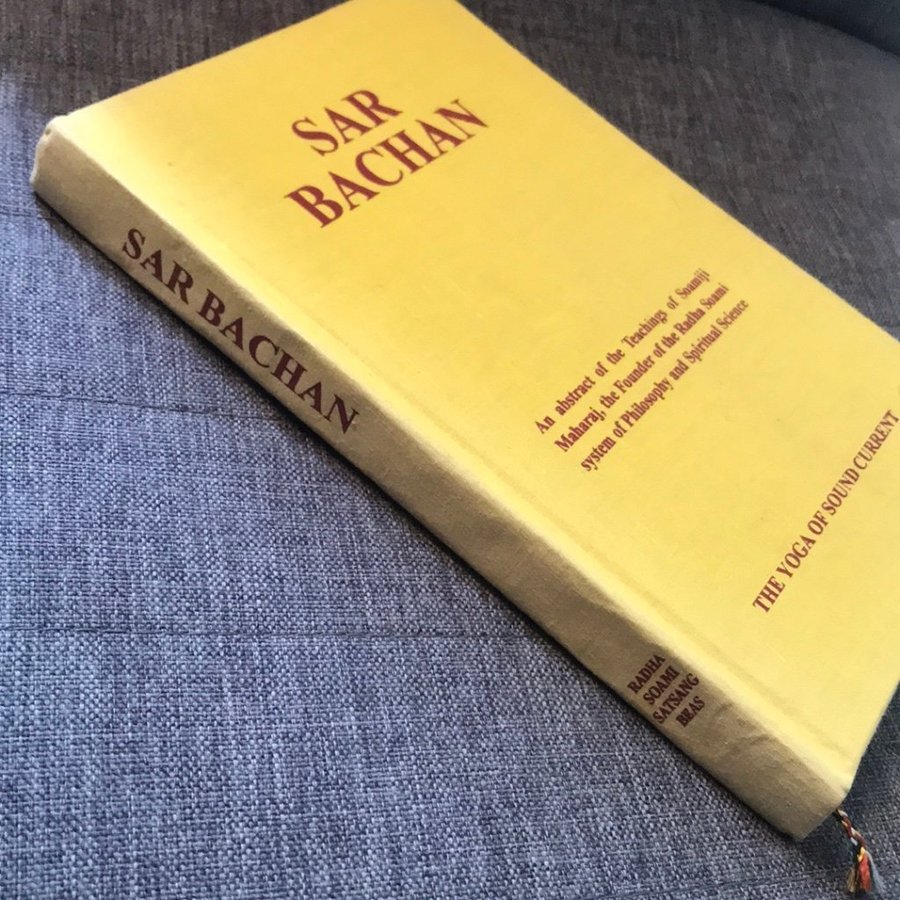 SAR
BACHAN
An abstract of the Teachings of Soamiji
Maharaj, the Founder of the Radha Soami
system of Philosophy and Spiritual Science
THE YOGA OF SOUND CURRENT
SAR BACHAN
RADHA
SOAMI
SATSANG
BEAS